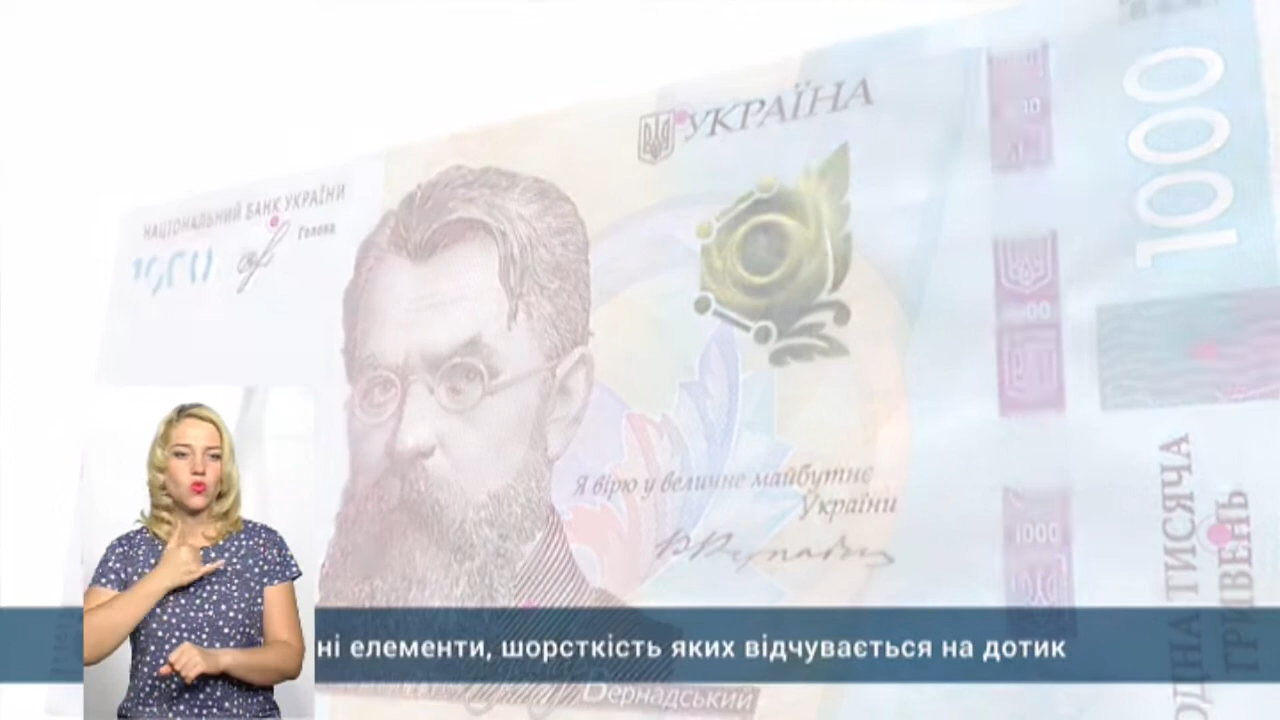 УКРАЇНА
НАЦІОНАЛЬНИЙ БАНК УКРАЇНИ
Голова
1000
1000
Я вірю у величне майбутнє
України
1000
ОДНА ТИСЯЧА
ГРИВЕНЬ
ні елементи, шорсткість яких відчувається на дотик
Вернадський